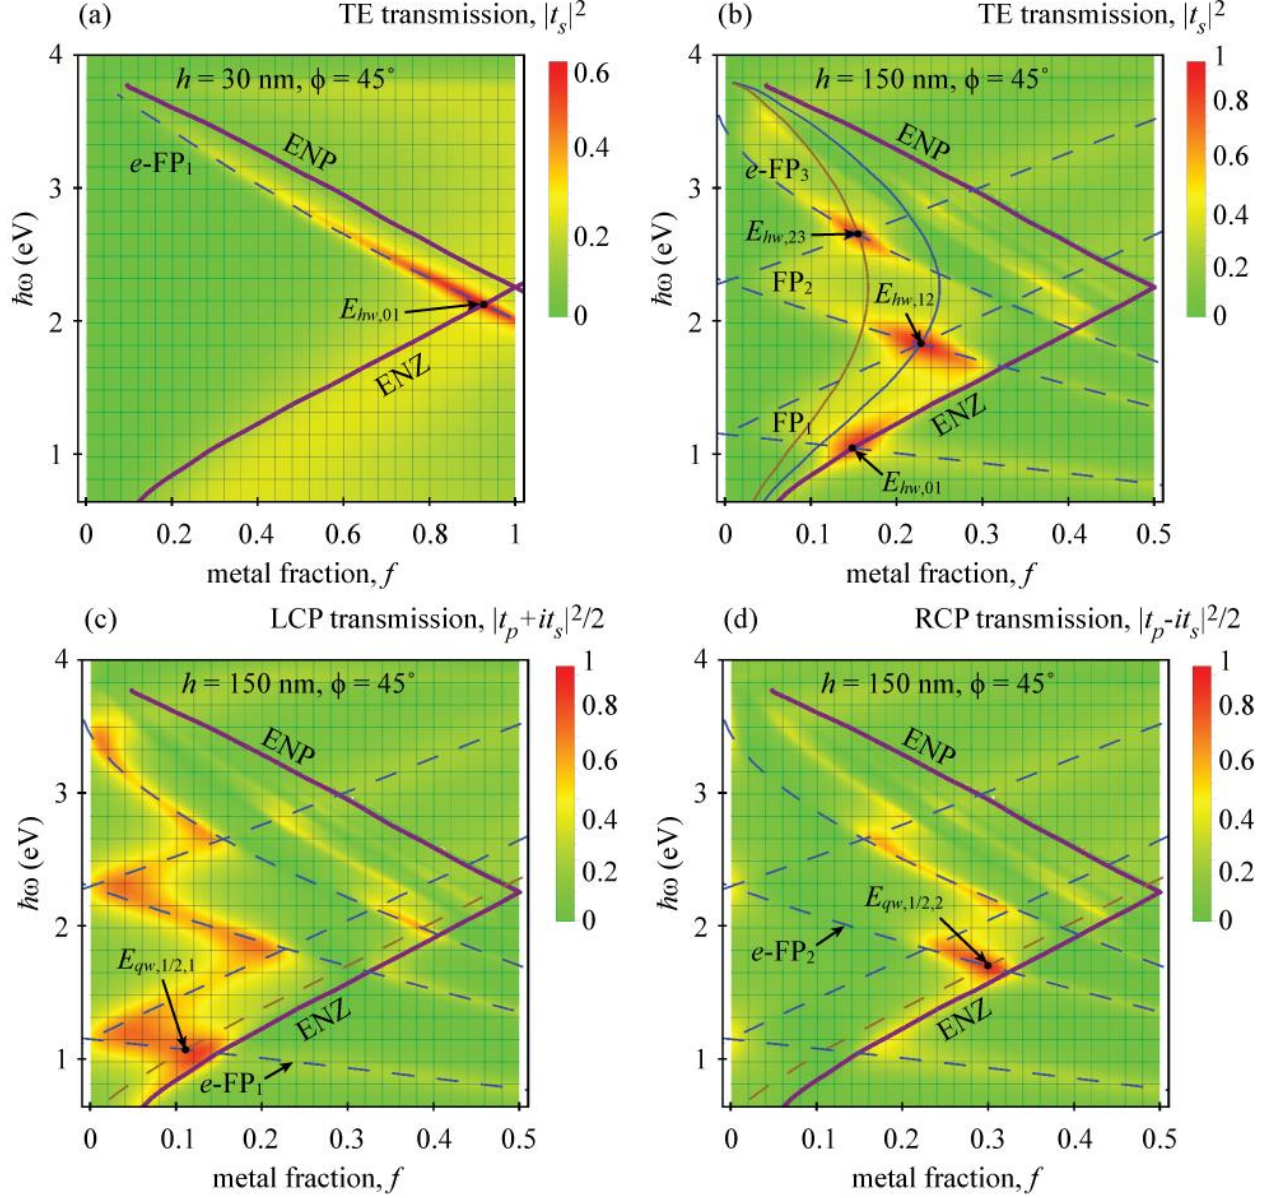 (a) TE transmission, |t_s|²
4
3
2
1
ħω (eV)
h = 30 nm, ϕ = 45°
ENP
e-FP₁
E_hw,01
ENZ
0 0.2 0.4 0.6 0.8 1
metal fraction, f
0.6
0.4
0.2
0
(b) TE transmission, |t_s|²
4
3
2
1
ħω (eV)
h = 150 nm, ϕ = 45°
ENP
e-FP₃
E_hw,23
FP₂
E_hw,12
FP₁
ENZ
E_hw,01
0 0.1 0.2 0.3 0.4 0.5
metal fraction, f
1
0.8
0.6
0.4
0.2
0
(c) LCP transmission, |t_p+it_s|²/2
4
3
2
1
ħω (eV)
h = 150 nm, ϕ = 45°
ENP
E_qw,1/2,1
ENZ
e-FP₁
0 0.1 0.2 0.3 0.4 0.5
metal fraction, f
1
0.8
0.6
0.4
0.2
0
(d) RCP transmission, |t_p-it_s|²/2
4
3
2
1
ħω (eV)
h = 150 nm, ϕ = 45°
ENP
E_qw,1/2,2
e-FP₂
ENZ
0 0.1 0.2 0.3 0.4 0.5
metal fraction, f
1
0.8
0.6
0.4
0.2
0